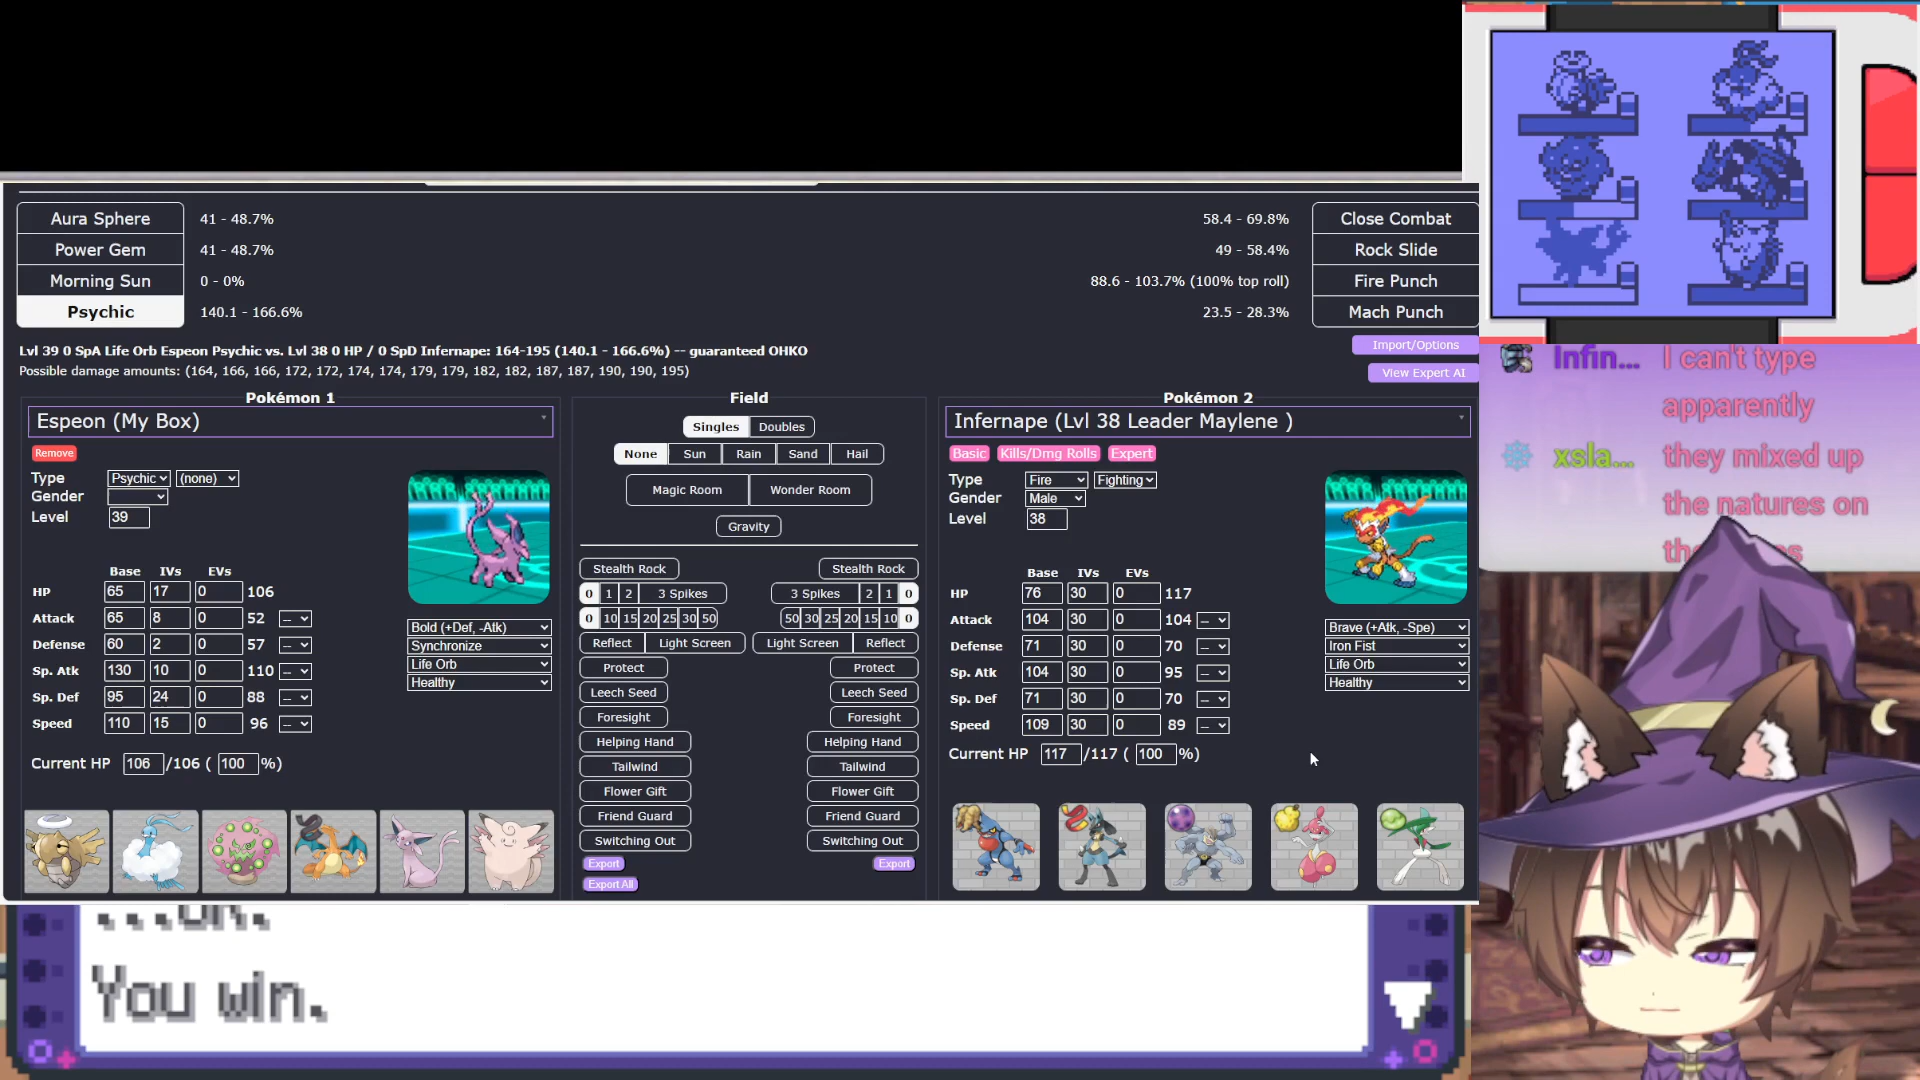 Aura Sphere 41 - 48.7%
Power Gem 41 - 48.7%
Morning Sun 0 - 0%
Psychic 140.1 - 166.6%
58.4 - 69.8% Close Combat
49 - 58.4% Rock Slide
88.6 - 103.7% (100% top roll) Fire Punch
23.5 - 28.3% Mach Punch
Import/Options
View Expert AI
Lvl 39 0 SpA Life Orb Espeon Psychic vs. Lvl 38 0 HP / 0 SpD Infernape: 164-195 (140.1 - 166.6%) -- guaranteed OHKO
Possible damage amounts: (164, 166, 166, 172, 172, 174, 174, 179, 179, 182, 182, 187, 187, 190, 190, 195)
Pokémon 1
Espeon (My Box)
Remove
Type Psychic (none)
Gender
Level 39
Base IVs EVs
HP 65 17 0 106
Attack 65 8 0 52 --
Defense 60 2 0 57 --
Sp. Atk 130 10 0 110 --
Sp. Def 95 24 0 88 --
Speed 110 15 0 96 --
Bold (+Def, -Atk)
Synchronize
Life Orb
Healthy
Current HP 106 /106 ( 100 %)
Field
Singles Doubles
None Sun Rain Sand Hail
Magic Room Wonder Room
Gravity
Stealth Rock Stealth Rock
0 1 2 3 Spikes 3 Spikes 2 1 0
0 10 15 20 25 30 50 50 30 25 20 15 10 0
Reflect Light Screen Light Screen Reflect
Protect Protect
Leech Seed Leech Seed
Foresight Foresight
Helping Hand Helping Hand
Tailwind Tailwind
Flower Gift Flower Gift
Friend Guard Friend Guard
Switching Out Switching Out
Export Export
Export All
Pokémon 2
Infernape (Lvl 38 Leader Maylene )
Basic Kills/Dmg Rolls Expert
Type Fire Fighting
Gender Male
Level 38
Base IVs EVs
HP 76 30 0 117
Attack 104 30 0 104 --
Defense 71 30 0 70 --
Sp. Atk 104 30 0 95 --
Sp. Def 71 30 0 70 --
Speed 109 30 0 89 --
Brave (+Atk, -Spe)
Iron Fist
Life Orb
Healthy
Current HP 117 /117 ( 100 %)
Infin... I can't type
apparently
xsla... they mixed up
the natures on
You win.